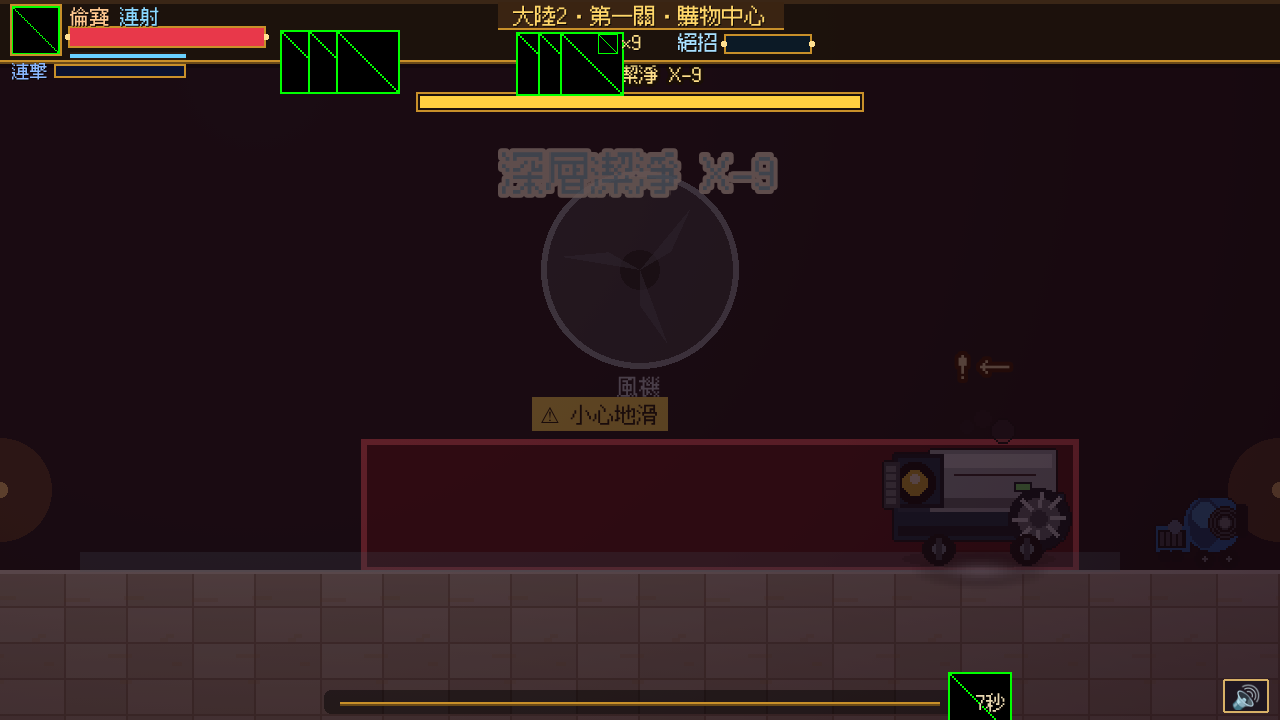 倫寶 連射
大陸2・第一關・購物中心
×9 絕招
連擊
潔淨 X-9
深層潔淨 X-9
風機
⚠ 小心地滑
! ←
7秒